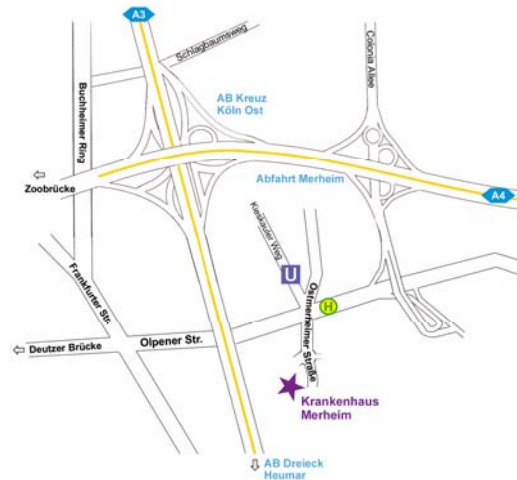 A3
Schlagbaumsweg
Colonia Allee
Buchheimer Ring
AB Kreuz
Köln Ost
Zoobrücke
Abfahrt Merheim
A4
Kieskauler Weg
U
Frankfurter Str.
Ostmerheimer Straße
H
Deutzer Brücke
Olpener Str.
Krankenhaus
Merheim
AB Dreieck
Heumar